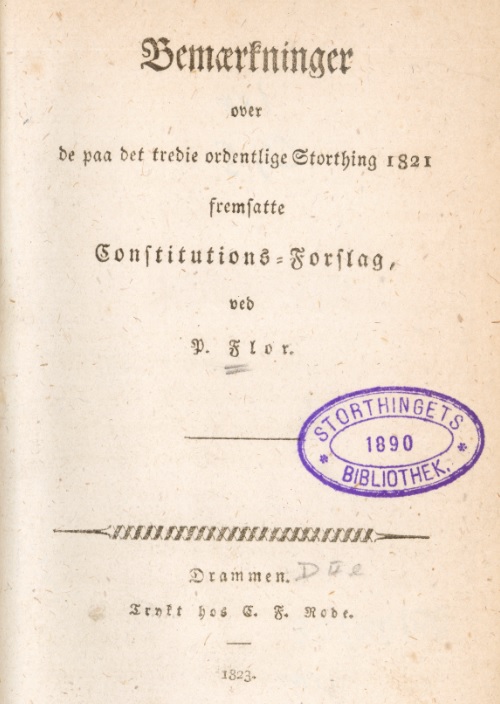 Bemærkninger
over
de paa det tredie ordentlige Storthing 1821
fremsatte
Constitutions-Forslag,
ved
P. Flor.
STORTHINGETS
1890
* BIBLIOTHEK. *
Drammen.
Trykt hos C. F. Rode.
1823.